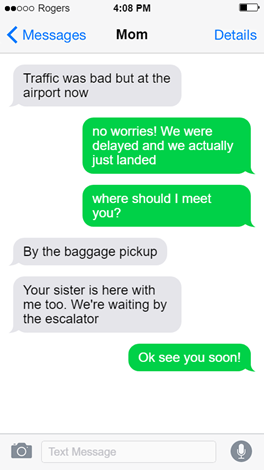 Rogers 4:08 PM
Messages Mom Details
Traffic was bad but at the
airport now
no worries! We were
delayed and we actually
just landed
where should I meet
you?
By the baggage pickup
Your sister is here with
me too. We're waiting by
the escalator
Ok see you soon!
Text Message